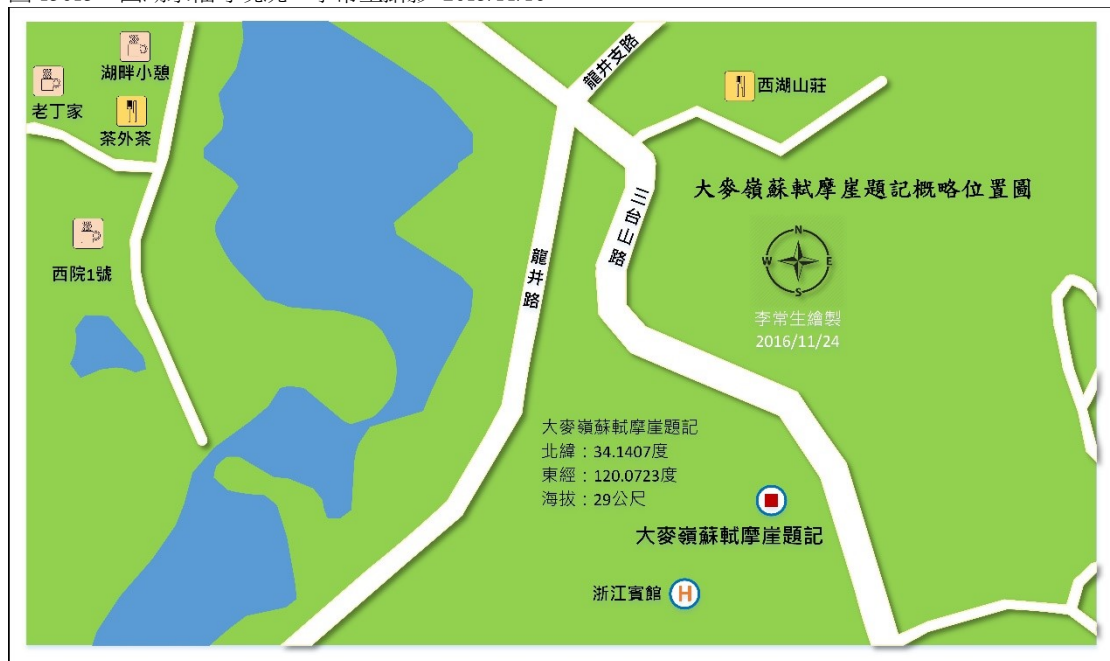 湖畔小憩
老丁家
茶外茶
西院1號
龍井支路
西湖山莊
三台山路
龍井路
大麥嶺蘇軾摩崖題記概略位置圖
N
W
E
S
李常生繪製
2016/11/24
大麥嶺蘇軾摩崖題記
北緯：34.1407度
東經：120.0723度
海拔：29公尺
大麥嶺蘇軾摩崖題記
浙江賓館
H